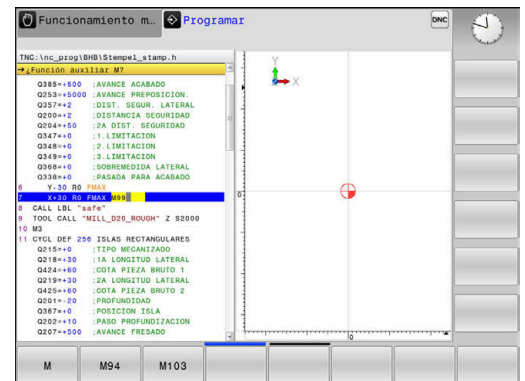 Funcionamiento m…
Programar
DNC
TNC:\nc_prog\BHB\Stempel_stamp.h
→¿Función auxiliar M?
Q385=+500 ;AVANCE ACABADO
Q253=+5000 ;AVANCE PREPOSICION.
Q357=+2 ;DIST. SEGUR. LATERAL
Q200=+2 ;DISTANCIA SEGURIDAD
Q204=+50 ;2A DIST. SEGURIDAD
Q347=+0 ;1.LIMITACION
Q348=+0 ;2.LIMITACION
Q349=+0 ;3.LIMITACION
Q368=+0 ;SOBREMEDIDA LATERAL
Q338=+0 ;PASADA PARA ACABADO
6 Y-30 R0 FMAX
7 X+30 R0 FMAX M99
8 CALL LBL "safe"
9 TOOL CALL "MILL_D20_ROUGH" Z S2000
10 M3
11 CYCL DEF 256 ISLAS RECTANGULARES
Q215=+0 ;TIPO MECANIZADO
Q218=+30 ;1A LONGITUD LATERAL
Q424=+60 ;COTA PIEZA BRUTO 1
Q219=+30 ;2A LONGITUD LATERAL
Q425=+60 ;COTA PIEZA BRUTO 2
Q201=-20 ;PROFUNDIDAD
Q367=+0 ;POSICION ISLA
Q202=+10 ;PASO PROFUNDIZACION
Q207=+500 ;AVANCE FRESADO
Y
X
0
0
M
M94
M103